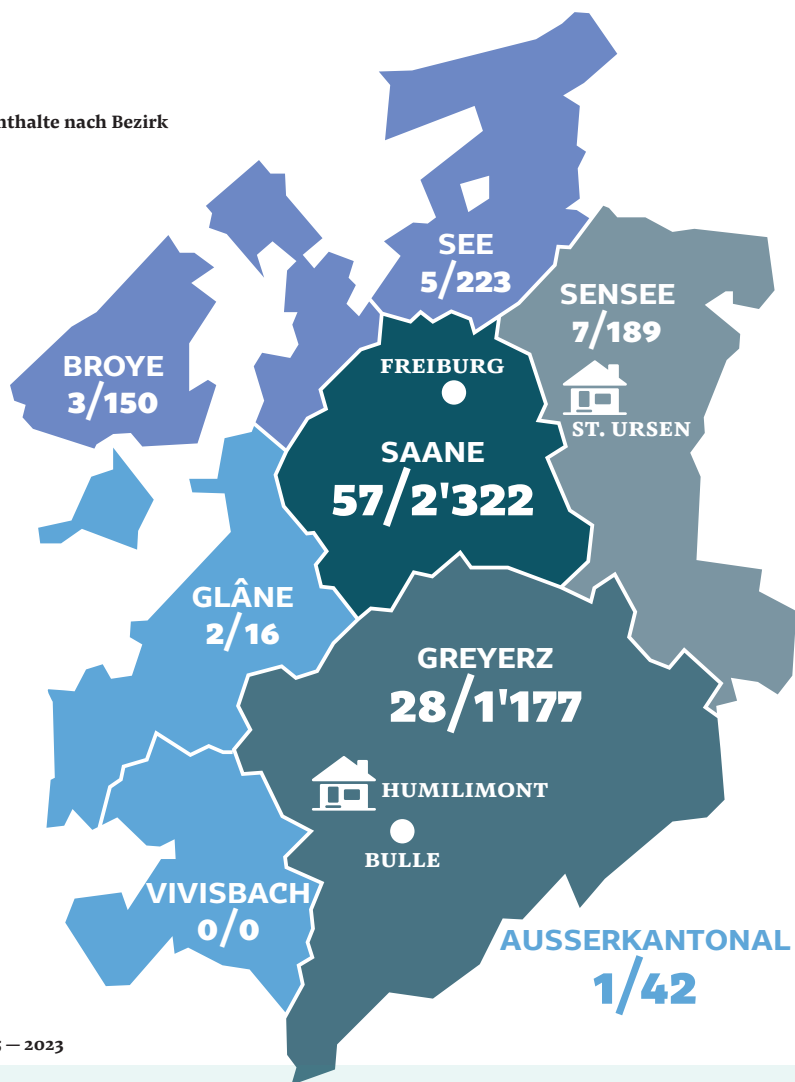 nthalte nach Bezirk
SEE
5/223
SENSEE
7/189
BROYE
3/150
FREIBURG
ST. URSEN
SAANE
57/2'322
GLÂNE
2/16
GREYERZ
28/1'177
HUMILIMONT
BULLE
VIVISBACH
0/0
AUSSERKANTONAL
1/42
– 2023